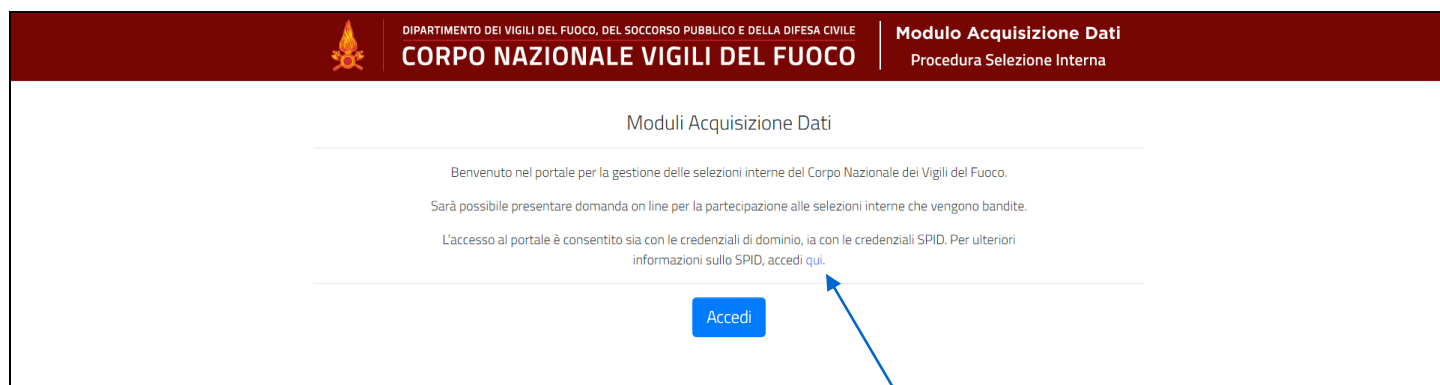 DIPARTIMENTO DEI VIGILI DEL FUOCO, DEL SOCCORSO PUBBLICO E DELLA DIFESA CIVILE
CORPO NAZIONALE VIGILI DEL FUOCO
Modulo Acquisizione Dati
Procedura Selezione Interna
Moduli Acquisizione Dati
Benvenuto nel portale per la gestione delle selezioni interne del Corpo Nazionale dei Vigili del Fuoco.
Sarà possibile presentare domanda on line per la partecipazione alle selezioni interne che vengono bandite.
L'accesso al portale è consentito sia con le credenziali di dominio, ia con le credenziali SPID. Per ulteriori
informazioni sullo SPID, accedi qui.
Accedi